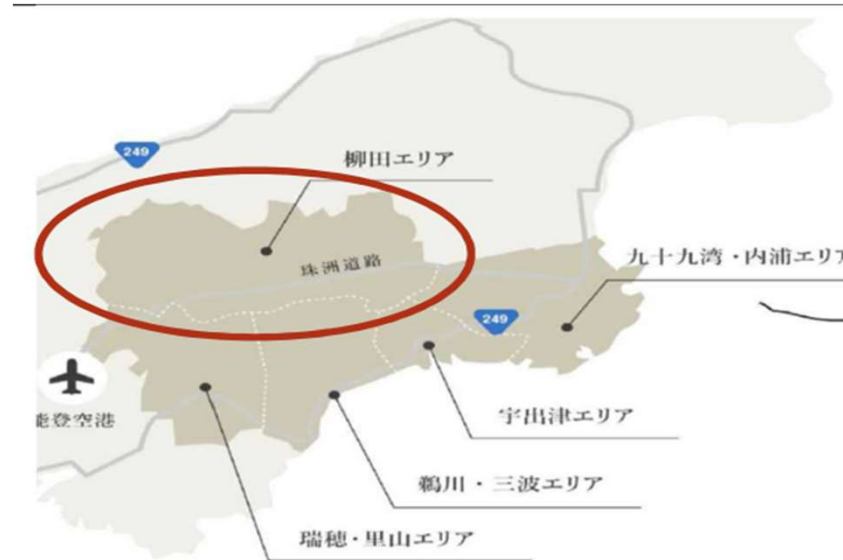 249
柳田エリア
珠洲道路
九十九湾・内浦エリア
249
能登空港
宇出津エリア
鵜川・三波エリア
瑞穂・里山エリア